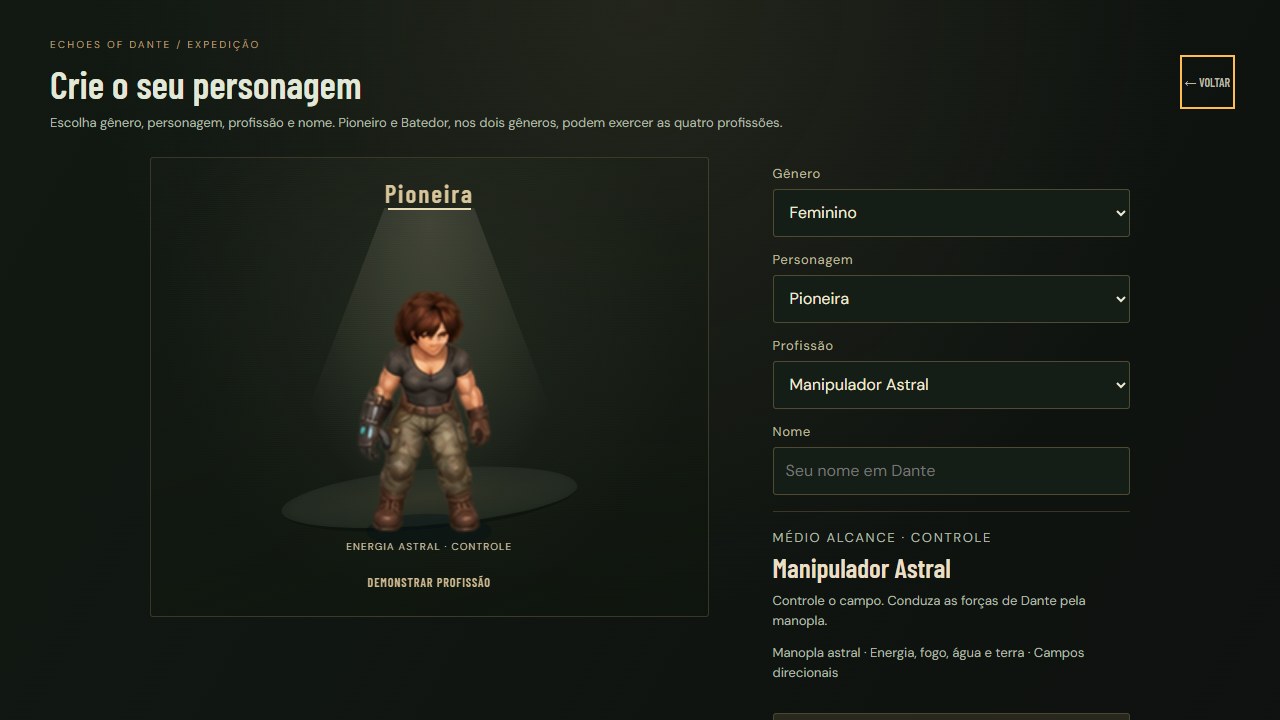 ECHOES OF DANTE / EXPEDIÇÃO
Crie o seu personagem
Escolha gênero, personagem, profissão e nome. Pioneiro e Batedor, nos dois gêneros, podem exercer as quatro profissões.
← VOLTAR
Pioneira
ENERGIA ASTRAL · CONTROLE
DEMONSTRAR PROFISSÃO
Gênero
Feminino
Personagem
Pioneira
Profissão
Manipulador Astral
Nome
Seu nome em Dante
MÉDIO ALCANCE · CONTROLE
Manipulador Astral
Controle o campo. Conduza as forças de Dante pela
manopla.
Manopla astral · Energia, fogo, água e terra · Campos
direcionais